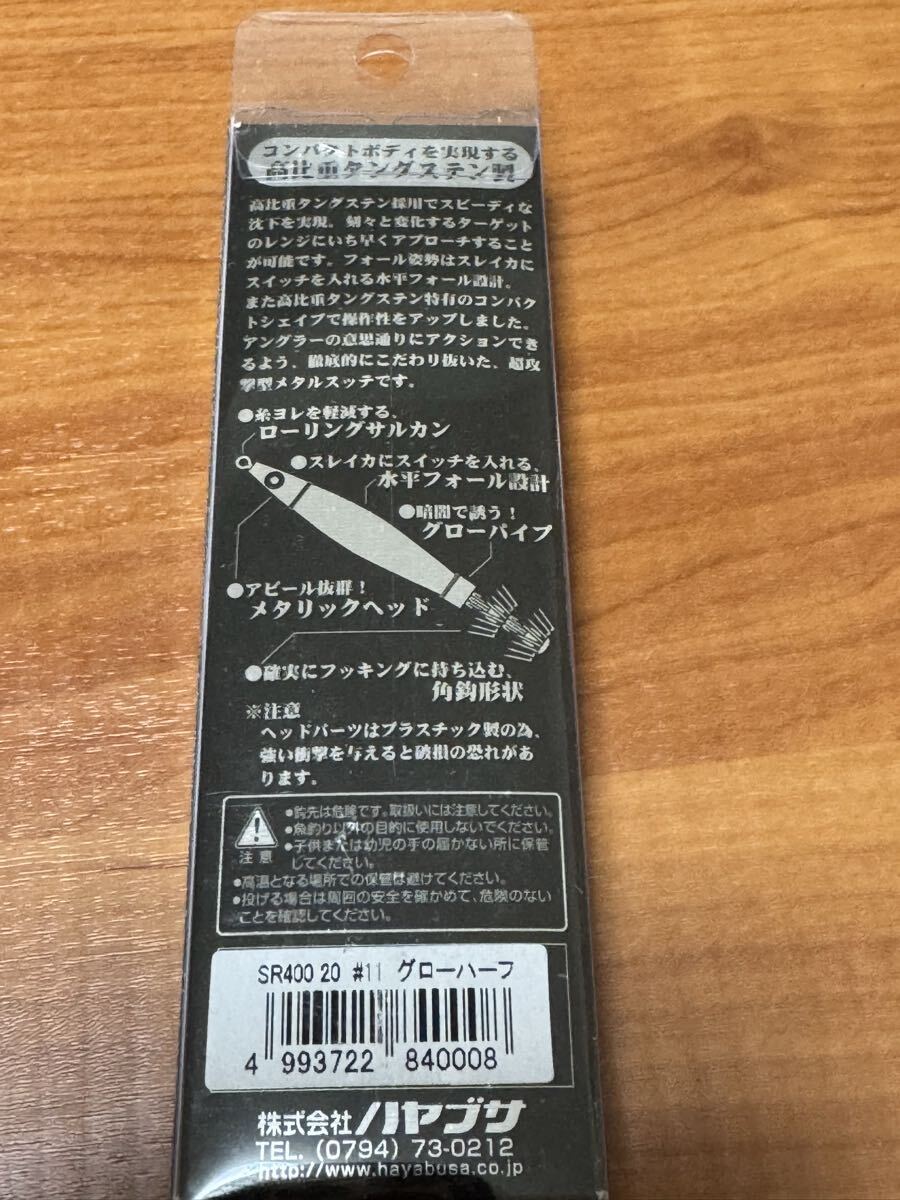 コンパクトボディを実現する
高比重タングステン製
高比重タングステン採用でスピーディな
沈下を実現。刻々と変化するターゲット
のレンジにいち早くアプローチすること
が可能です。フォール姿勢はスレイカに
スイッチを入れる水平フォール設計。
また高比重タングステン特有のコンパク
トシェイプで操作性をアップしました。
アングラーの意思通りにアクションでき
るよう、徹底的にこだわり抜いた、超攻
撃型メタルスッテです。
●糸ヨレを軽減する、
ローリングサルカン
●スレイカにスイッチを入れる、
水平フォール設計
●暗闇で誘う!
グローパイプ
●アピール抜群!
メタリックヘッド
●確実にフッキングに持ち込む、
角鈎形状
※注意
ヘッドパーツはプラスチック製の為、
強い衝撃を与えると破損の恐れがあ
ります。
注意
●鈎先は危険です。取扱いには注意してください。
●魚釣り以外の目的に使用しないでください。
●子供または幼児の手の届かない所に保管
してください。
●高温となる場所での保管は避けてください。
●投げる場合は周囲の安全を確かめて、危険のない
ことを確認してください。
SR400 20 #11 グローハーフ
4 993722 840008
株式会社ハヤブサ
TEL. (0794) 73-0212
http://www.hayabusa.co.jp